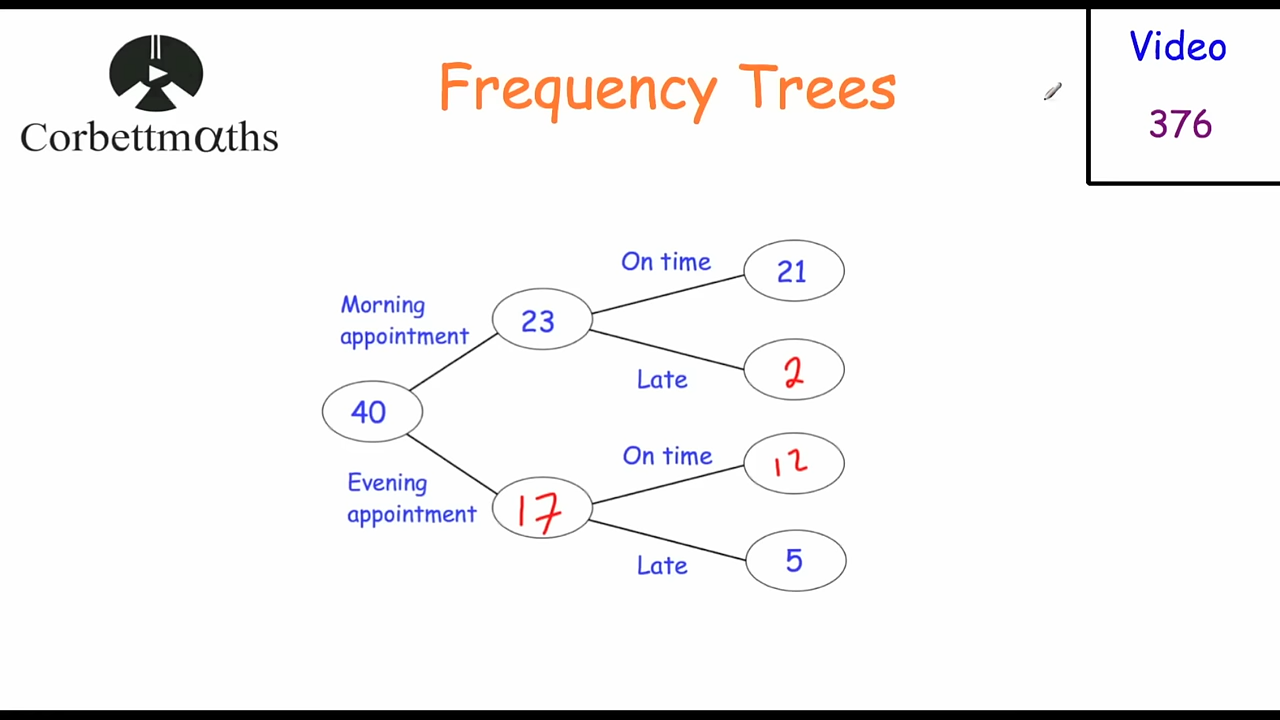 Corbettmαths
Frequency Trees
Video
376
On time
21
Morning
appointment
23
Late
2
40
On time
12
Evening
appointment
17
Late
5